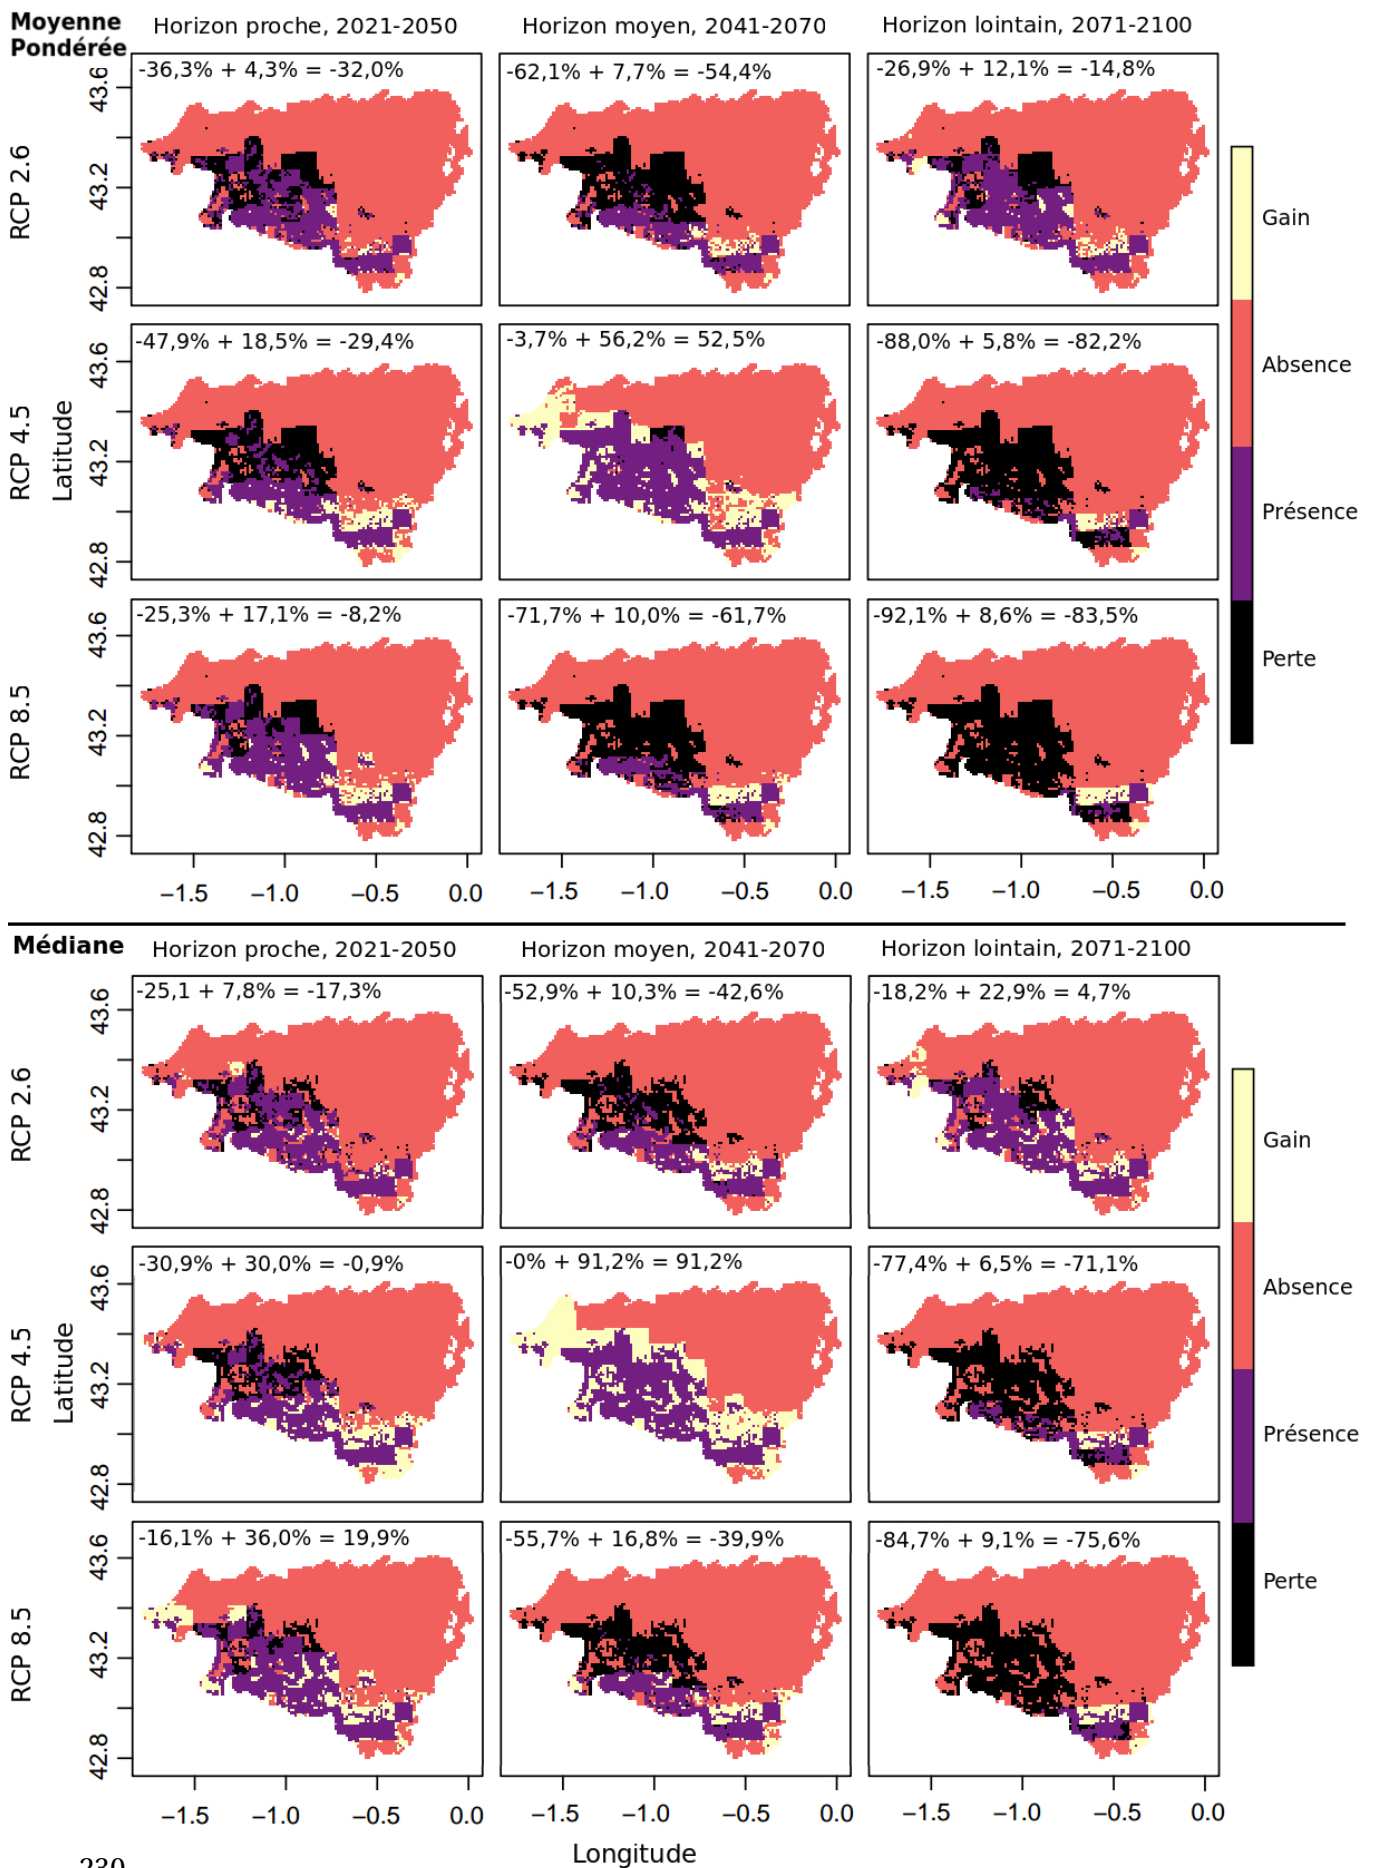 Moyenne
Pondérée
Horizon proche, 2021-2050
Horizon moyen, 2041-2070
Horizon lointain, 2071-2100
RCP 2.6
43.6
43.2
42.8
-36,3% + 4,3% = -32,0%
-62,1% + 7,7% = -54,4%
-26,9% + 12,1% = -14,8%
RCP 4.5
Latitude
43.6
43.2
42.8
-47,9% + 18,5% = -29,4%
-3,7% + 56,2% = 52,5%
-88,0% + 5,8% = -82,2%
RCP 8.5
43.6
43.2
42.8
-25,3% + 17,1% = -8,2%
-71,7% + 10,0% = -61,7%
-92,1% + 8,6% = -83,5%
−1.5 −1.0 −0.5 0.0
−1.5 −1.0 −0.5 0.0
−1.5 −1.0 −0.5 0.0
Gain
Absence
Présence
Perte
Médiane
Horizon proche, 2021-2050
Horizon moyen, 2041-2070
Horizon lointain, 2071-2100
RCP 2.6
43.6
43.2
42.8
-25,1 + 7,8% = -17,3%
-52,9% + 10,3% = -42,6%
-18,2% + 22,9% = 4,7%
RCP 4.5
Latitude
43.6
43.2
42.8
-30,9% + 30,0% = -0,9%
-0% + 91,2% = 91,2%
-77,4% + 6,5% = -71,1%
RCP 8.5
43.6
43.2
42.8
-16,1% + 36,0% = 19,9%
-55,7% + 16,8% = -39,9%
-84,7% + 9,1% = -75,6%
−1.5 −1.0 −0.5 0.0
−1.5 −1.0 −0.5 0.0
−1.5 −1.0 −0.5 0.0
Longitude
Gain
Absence
Présence
Perte
230